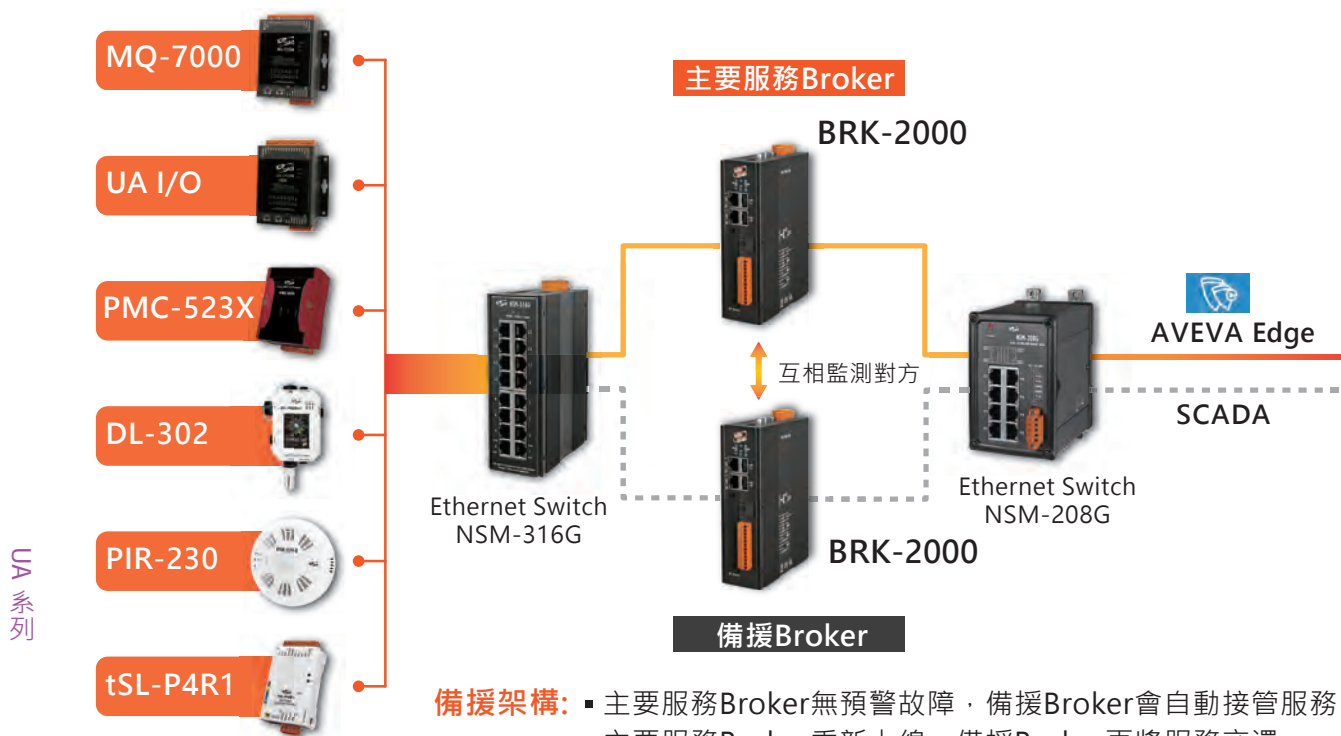 MQ-7000
UA I/O
PMC-523X
DL-302
PIR-230
tSL-P4R1
UA 系列
Ethernet Switch
NSM-316G
主要服務Broker
BRK-2000
互相監測對方
BRK-2000
備援Broker
Ethernet Switch
NSM-208G
AVEVA Edge
SCADA
備援架構: ▪ 主要服務Broker無預警故障，備援Broker會自動接管服務